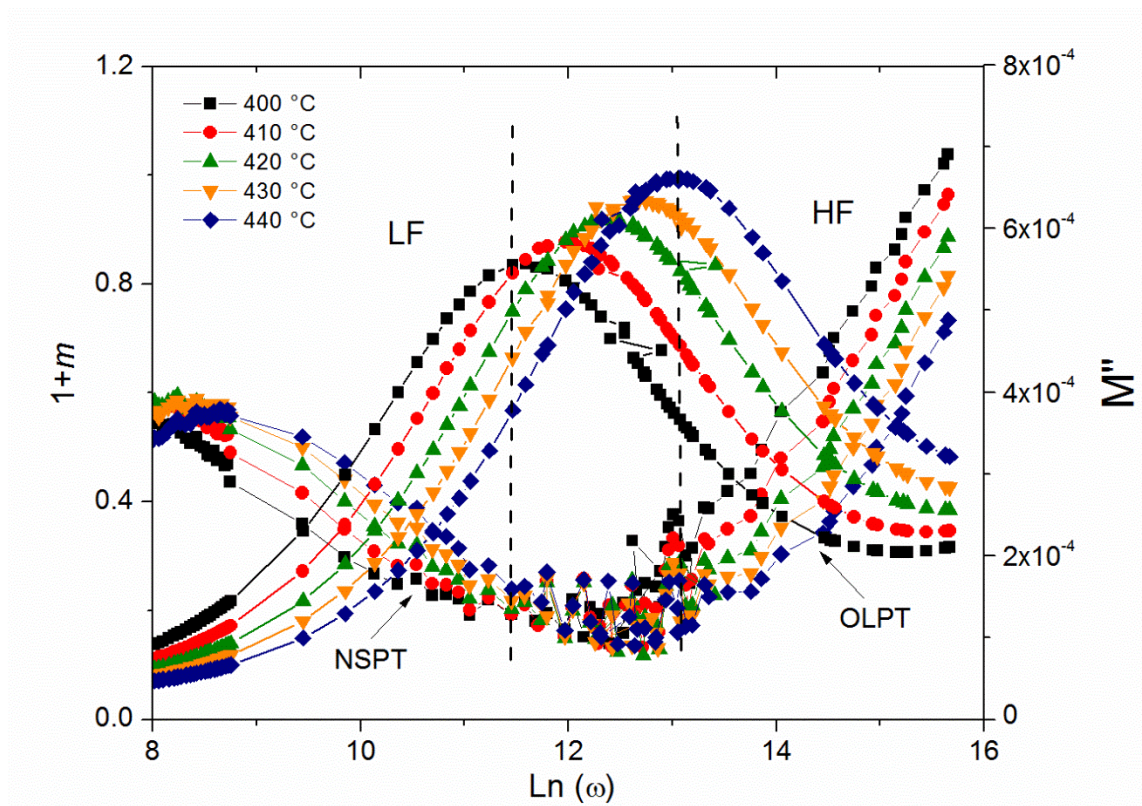 1.2
8x10-4
400 °C
410 °C
420 °C
430 °C
440 °C
LF
HF
6x10-4
0.8
1+m
4x10-4
M"
0.4
2x10-4
NSPT
OLPT
0.0
0
8
10
12
14
16
Ln (ω)